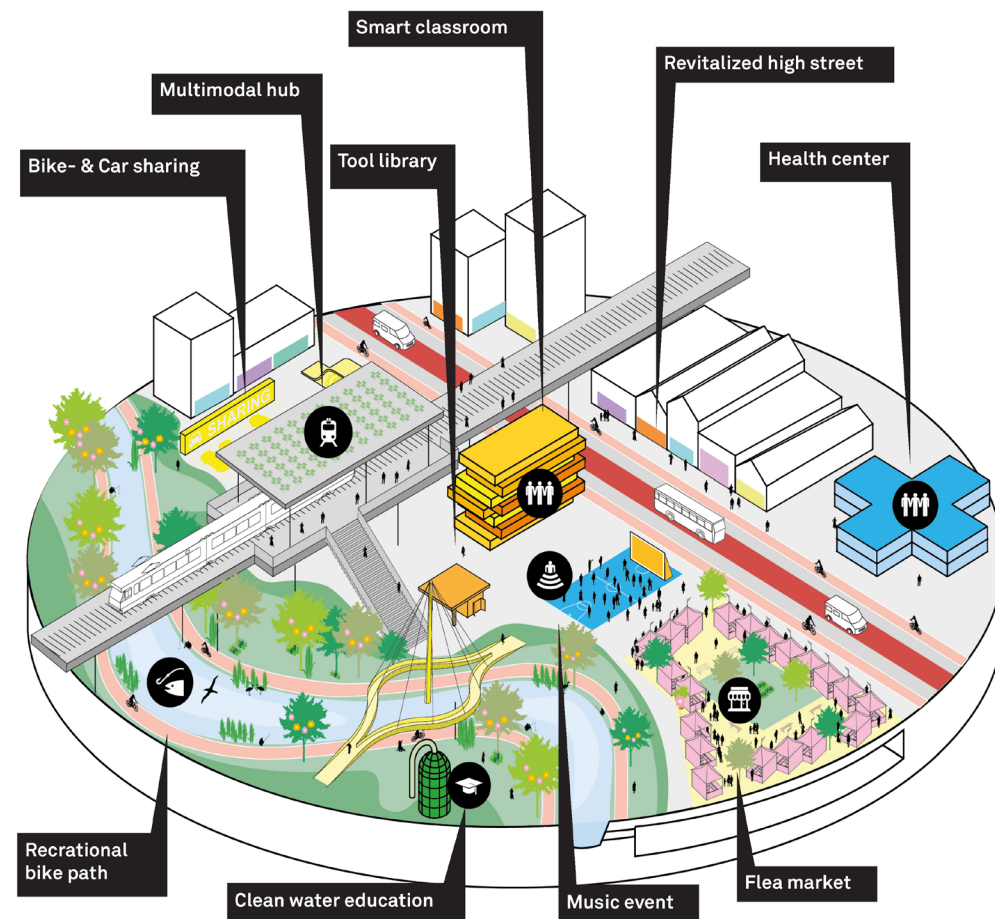 Smart classroom
Revitalized high street
Multimodal hub
Tool library
Health center
Bike- & Car sharing
SHARING
Recrational
bike path
Clean water education
Music event
Flea market